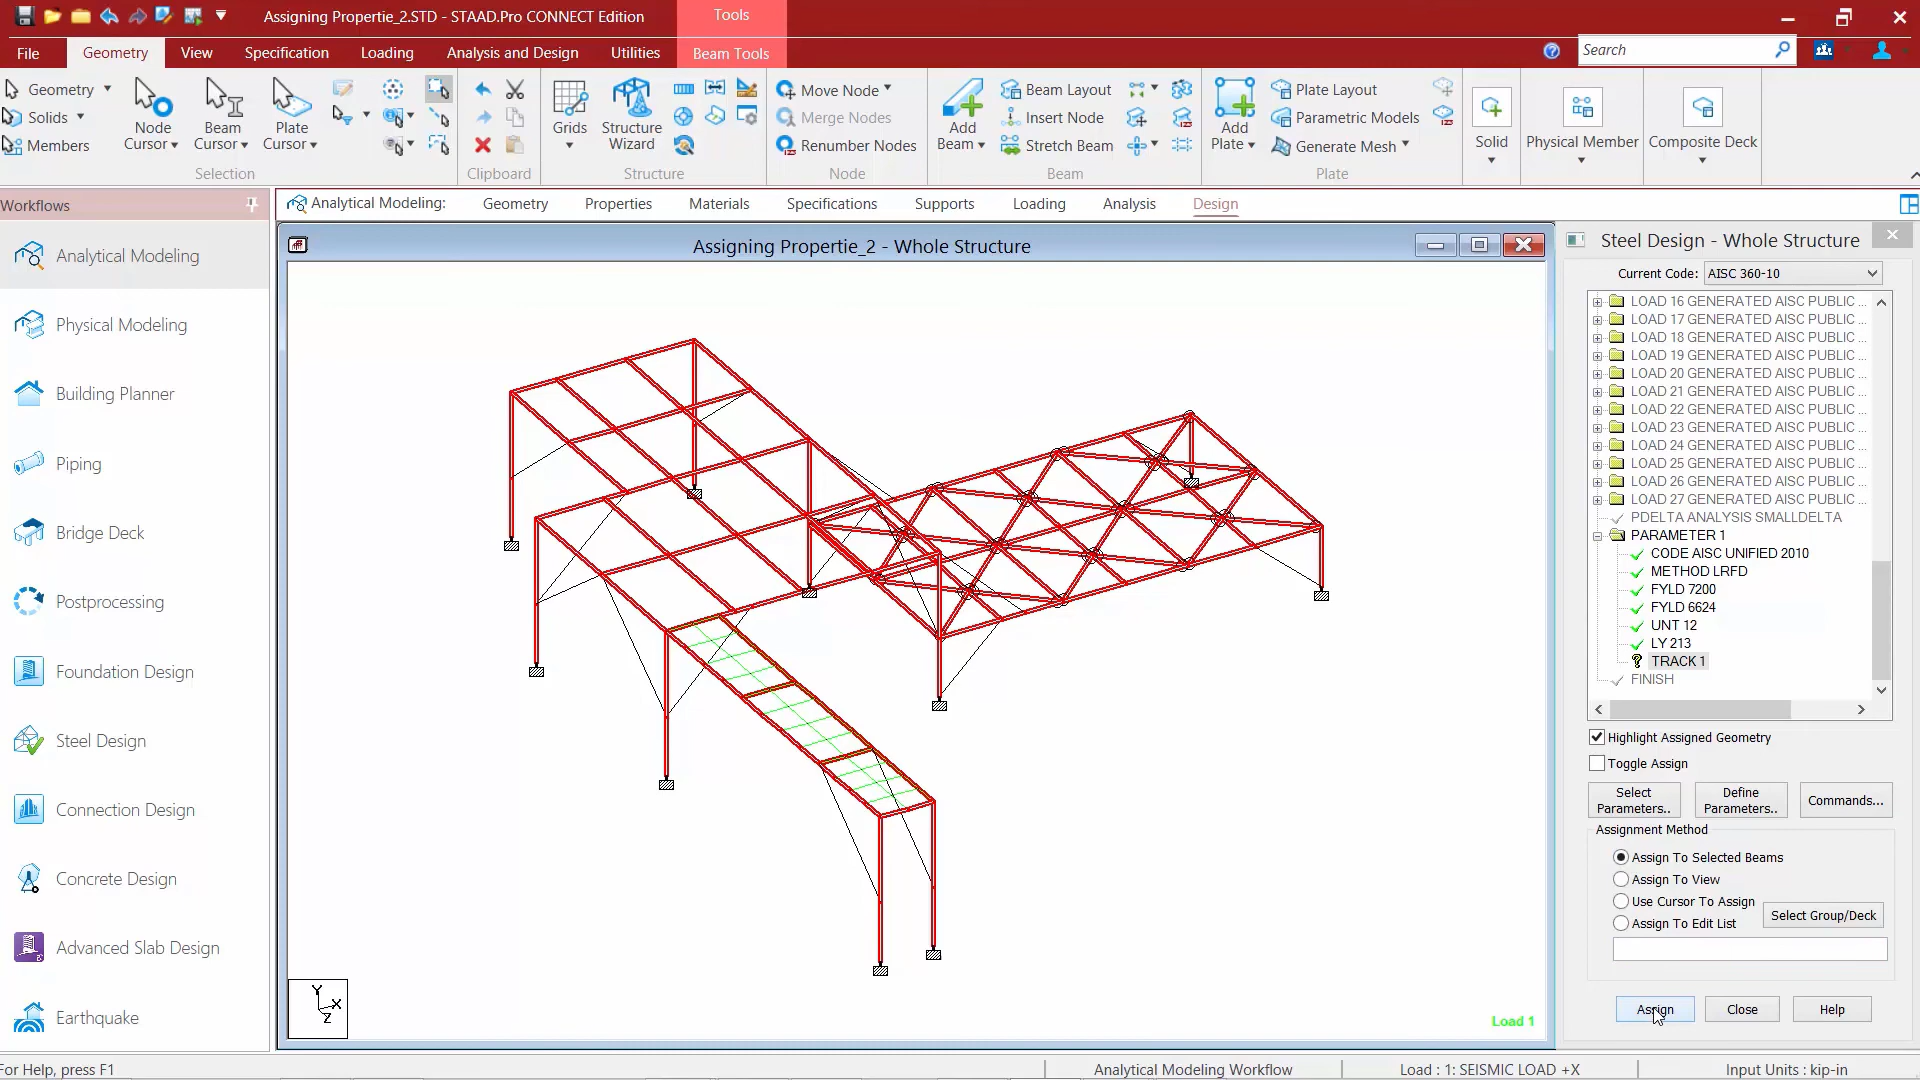 Assigning Propertie_2.STD - STAAD.Pro CONNECT Edition
Tools
File
Geometry
View
Specification
Loading
Analysis and Design
Utilities
Beam Tools
Search
Geometry
Solids
Members
Node Cursor
Beam Cursor
Plate Cursor
Selection
Clipboard
Grids
Structure Wizard
Structure
Move Node
Merge Nodes
Renumber Nodes
Node
Add Beam
Beam Layout
Insert Node
Stretch Beam
Beam
Add Plate
Plate Layout
Parametric Models
Generate Mesh
Plate
Solid
Physical Member
Composite Deck
Workflows
Analytical Modeling
Physical Modeling
Building Planner
Piping
Bridge Deck
Postprocessing
Foundation Design
Steel Design
Connection Design
Concrete Design
Advanced Slab Design
Earthquake
Analytical Modeling:
Geometry
Properties
Materials
Specifications
Supports
Loading
Analysis
Design
Assigning Propertie_2 - Whole Structure
Y
X
Z
Load 1
Steel Design - Whole Structure
Current Code: AISC 360-10
LOAD 16 GENERATED AISC PUBLIC ...
LOAD 17 GENERATED AISC PUBLIC ...
LOAD 18 GENERATED AISC PUBLIC ...
LOAD 19 GENERATED AISC PUBLIC ...
LOAD 20 GENERATED AISC PUBLIC ...
LOAD 21 GENERATED AISC PUBLIC ...
LOAD 22 GENERATED AISC PUBLIC ...
LOAD 23 GENERATED AISC PUBLIC ...
LOAD 24 GENERATED AISC PUBLIC ...
LOAD 25 GENERATED AISC PUBLIC ...
LOAD 26 GENERATED AISC PUBLIC ...
LOAD 27 GENERATED AISC PUBLIC ...
PDELTA ANALYSIS SMALLDELTA
PARAMETER 1
CODE AISC UNIFIED 2010
METHOD LRFD
FYLD 7200
FYLD 6624
UNT 12
LY 213
TRACK 1
FINISH
Highlight Assigned Geometry
Toggle Assign
Select Parameters..
Define Parameters..
Commands...
Assignment Method
Assign To Selected Beams
Assign To View
Use Cursor To Assign
Assign To Edit List
Select Group/Deck
Assign
Close
Help
For Help, press F1
Analytical Modeling Workflow
Load : 1: SEISMIC LOAD +X
Input Units : kip-in